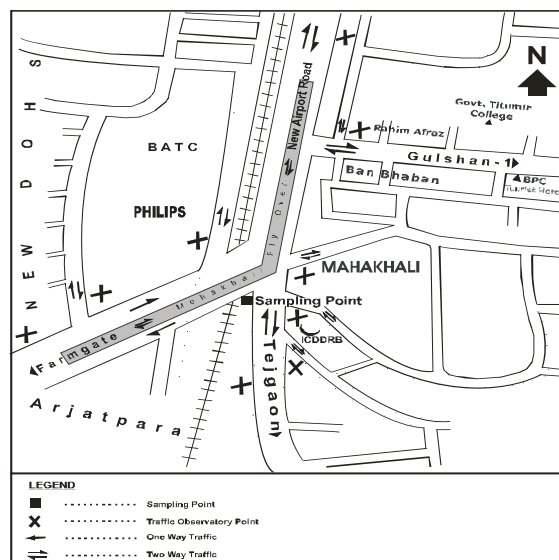 NEW DOHS
New Airport Road
N
Govt. Titumir
College
Rahim Afroz
BATC
Gulshan-1
Ban Bhaban
BPC
PHILIPS
Mohakhali Fly Over
MAHAKHALI
Sampling Point
ICDDRB
Farmgate
Tejgaon
Arjatpara
LEGEND
Sampling Point
Traffic Observatory Point
One Way Traffic
Two Way Traffic